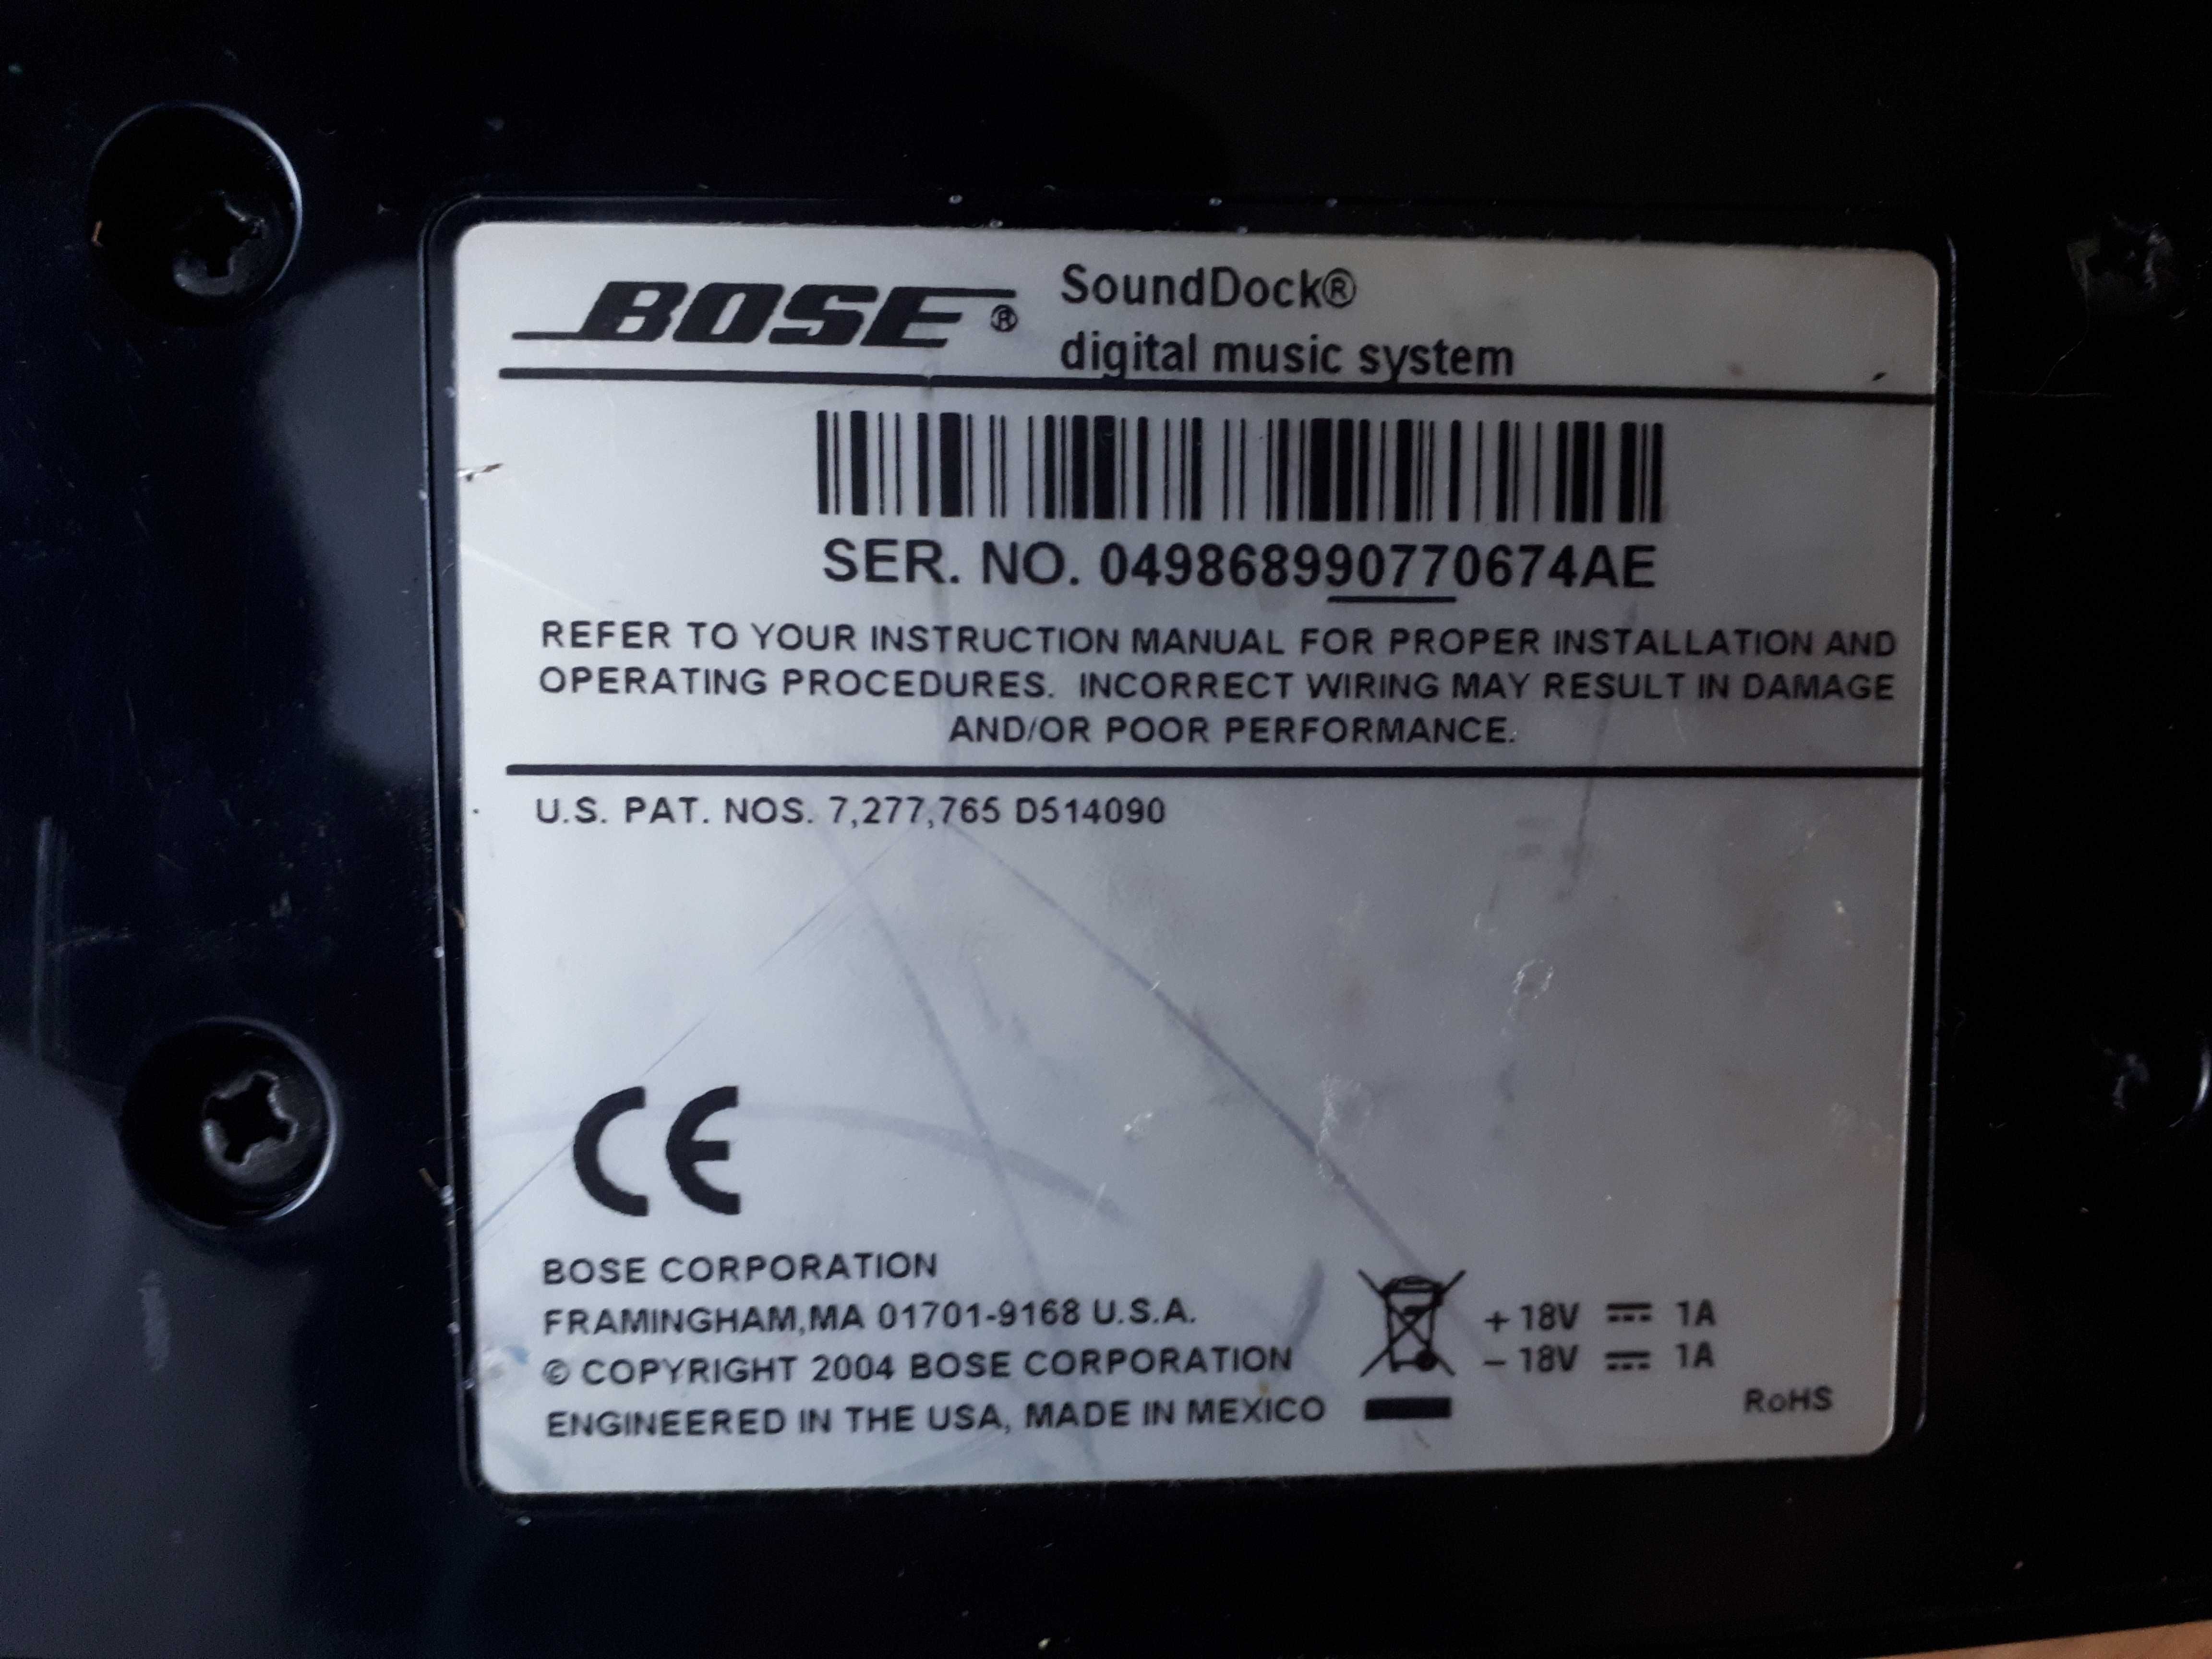 BOSE® SoundDock®
digital music system
SER. NO. 049868990770674AE
REFER TO YOUR INSTRUCTION MANUAL FOR PROPER INSTALLATION AND
OPERATING PROCEDURES. INCORRECT WIRING MAY RESULT IN DAMAGE
AND/OR POOR PERFORMANCE.
U.S. PAT. NOS. 7,277,765 D514090
CE
BOSE CORPORATION
FRAMINGHAM,MA 01701-9168 U.S.A.
© COPYRIGHT 2004 BOSE CORPORATION
ENGINEERED IN THE USA, MADE IN MEXICO
+ 18V ⎓ 1A
– 18V ⎓ 1A
RoHS